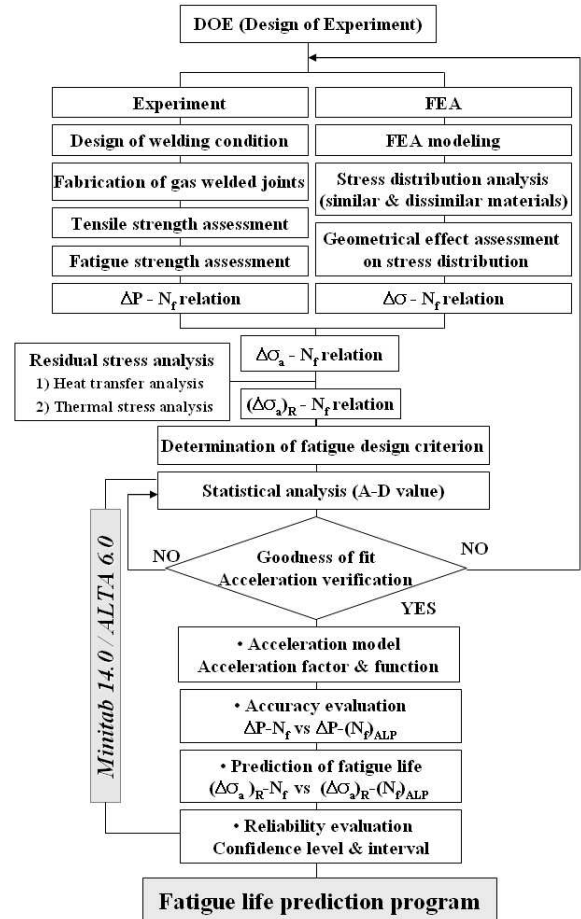 DOE (Design of Experiment)
Experiment
Design of welding condition
Fabrication of gas welded joints
Tensile strength assessment
Fatigue strength assessment
ΔP - Nf relation
FEA
FEA modeling
Stress distribution analysis
(similar & dissimilar materials)
Geometrical effect assessment
on stress distribution
Δσ - Nf relation
Δσa - Nf relation
Residual stress analysis
1) Heat transfer analysis
2) Thermal stress analysis
(Δσa)R - Nf relation
Determination of fatigue design criterion
Statistical analysis (A-D value)
NO
Goodness of fit
Acceleration verification
NO
YES
Minitab 14.0 / ALTA 6.0
• Acceleration model
Acceleration factor & function
• Accuracy evaluation
ΔP-Nf vs ΔP-(Nf)ALP
• Prediction of fatigue life
(Δσa )R-Nf vs (Δσa)R-(Nf)ALP
• Reliability evaluation
Confidence level & interval
Fatigue life prediction program